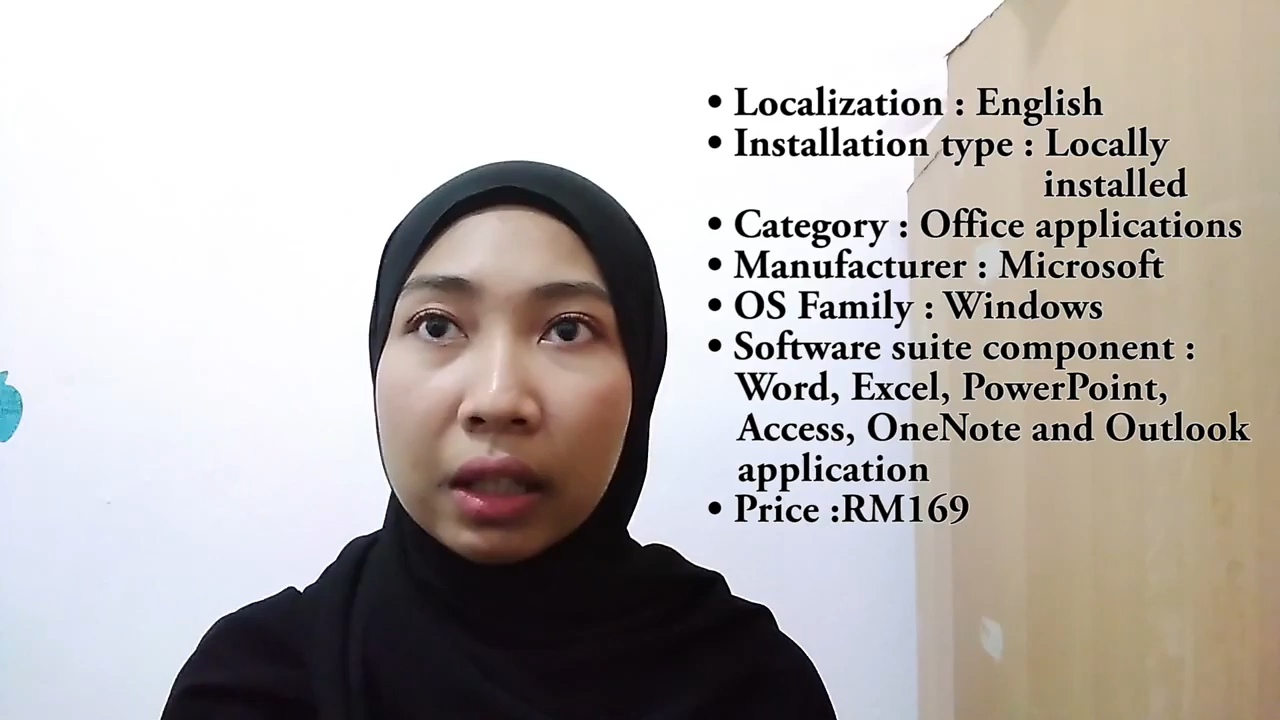 • Localization : English
• Installation type : Locally
installed
• Category : Office applications
• Manufacturer : Microsoft
• OS Family : Windows
• Software suite component :
Word, Excel, PowerPoint,
Access, OneNote and Outlook
application
• Price :RM169